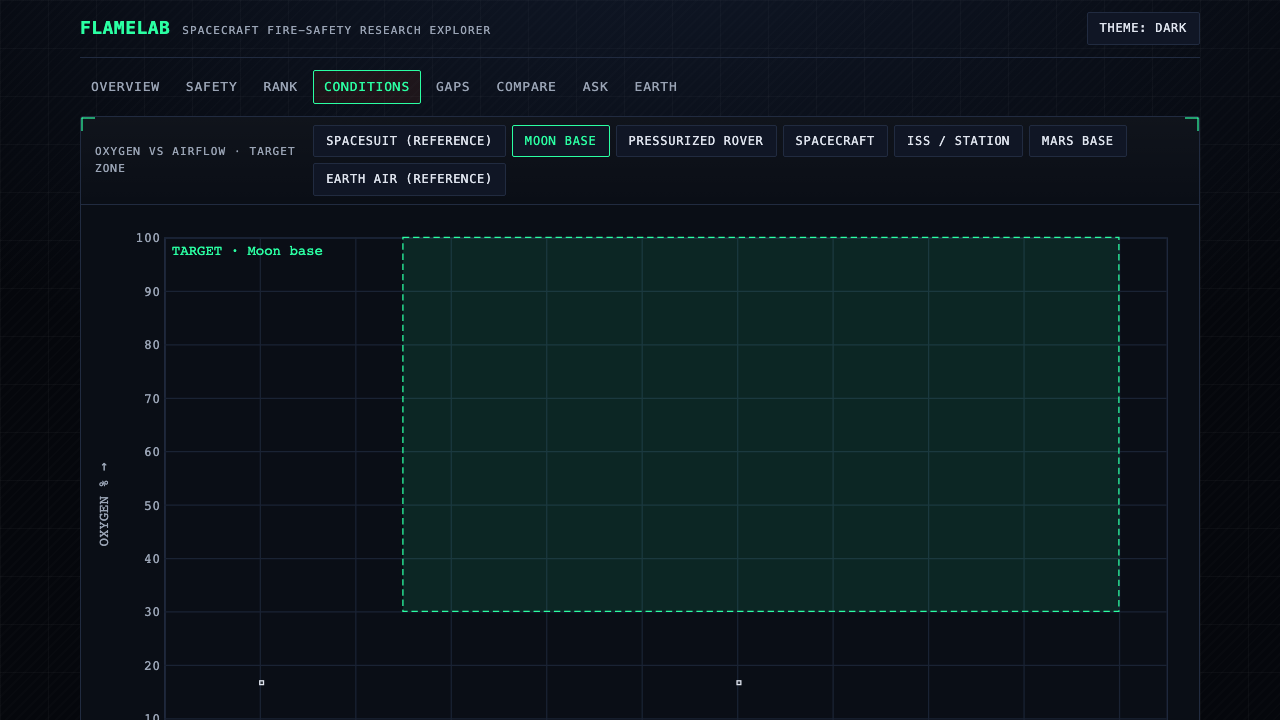 FLAMELAB SPACECRAFT FIRE–SAFETY RESEARCH EXPLORER THEME: DARK
OVERVIEW SAFETY RANK CONDITIONS GAPS COMPARE ASK EARTH
OXYGEN VS AIRFLOW · TARGET
ZONE
SPACESUIT (REFERENCE) MOON BASE PRESSURIZED ROVER SPACECRAFT ISS / STATION MARS BASE
EARTH AIR (REFERENCE)
TARGET · Moon base
100
90
80
70
60
50
40
30
20
10
OXYGEN % →